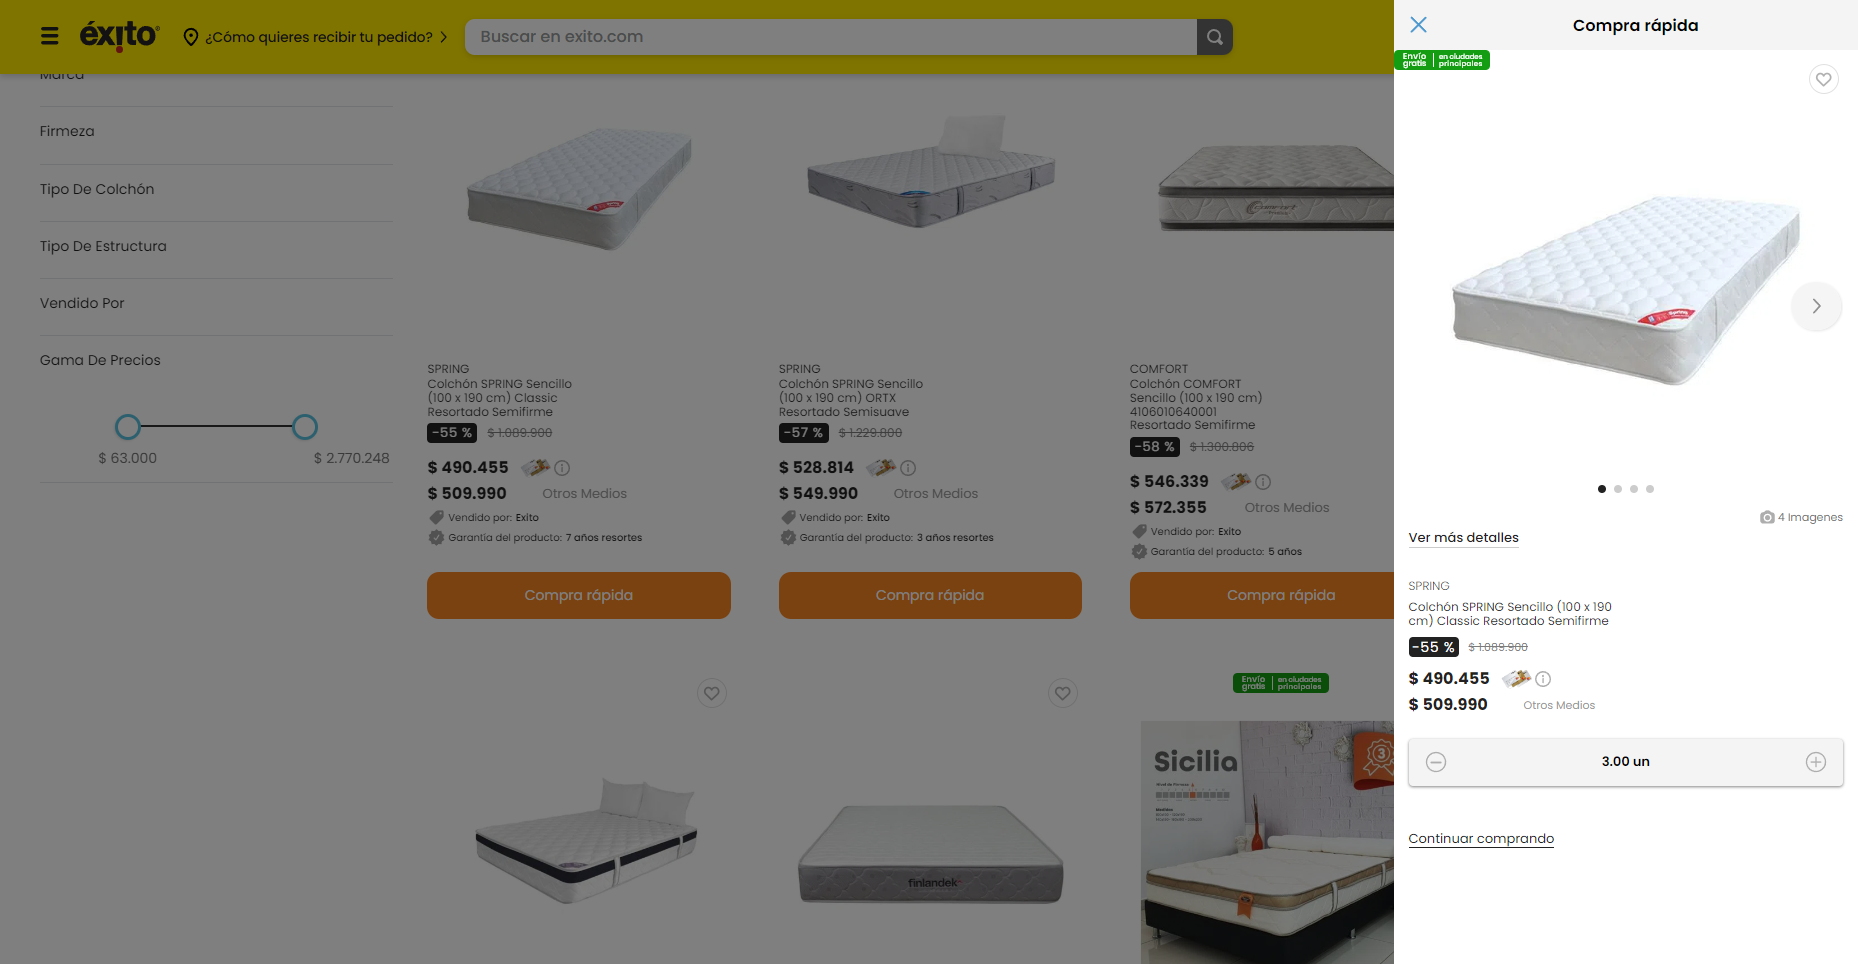 éxito
¿Cómo quieres recibir tu pedido?
Buscar en exito.com
Marca
Firmeza
Tipo De Colchón
Tipo De Estructura
Vendido Por
Gama De Precios
$ 63.000
$ 2.770.248
SPRING
Colchón SPRING Sencillo
(100 x 190 cm) Classic
Resortado Semifirme
-55 % $ 1.089.900
$ 490.455
$ 509.990 Otros Medios
Vendido por: Exito
Garantía del producto: 7 años resortes
Compra rápida
SPRING
Colchón SPRING Sencillo
(100 x 190 cm) ORTX
Resortado Semisuave
-57 % $ 1.229.800
$ 528.814
$ 549.990 Otros Medios
Vendido por: Exito
Garantía del producto: 3 años resortes
Compra rápida
Comfort
COMFORT
Colchón COMFORT
Sencillo (100 x 190 cm)
4106010640001
Resortado Semifirme
-58 % $ 1.300.806
$ 546.339
$ 572.355 Otros Medios
Vendido por: Exito
Garantía del producto: 5 años
Compra rápida
finlandek
Envío gratis en ciudades principales
Sicilia
3
Compra rápida
Envío gratis en ciudades principales
Spring
4 Imagenes
Ver más detalles
SPRING
Colchón SPRING Sencillo (100 x 190
cm) Classic Resortado Semifirme
-55 % $ 1.089.900
$ 490.455
$ 509.990 Otros Medios
3.00 un
Continuar comprando